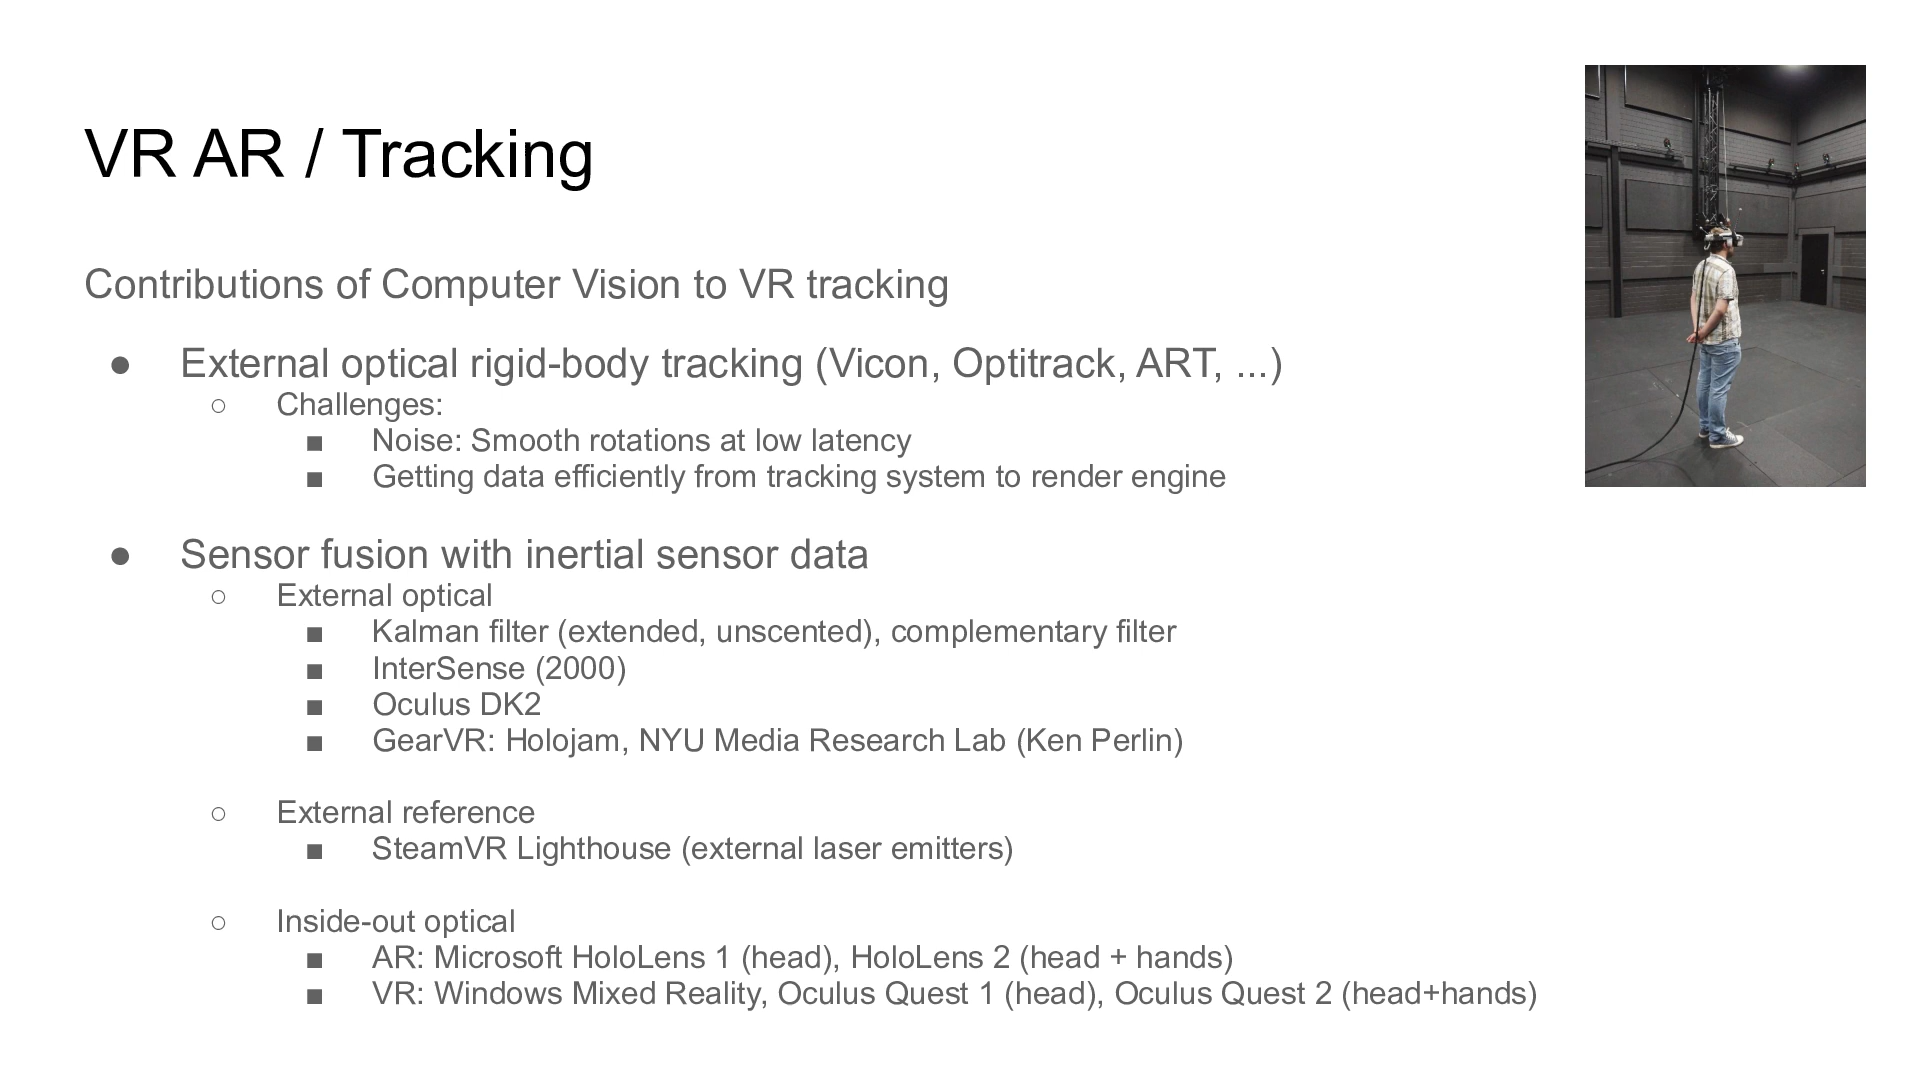 VR AR / Tracking
Contributions of Computer Vision to VR tracking
● External optical rigid-body tracking (Vicon, Optitrack, ART, ...)
○ Challenges:
■ Noise: Smooth rotations at low latency
■ Getting data efficiently from tracking system to render engine
● Sensor fusion with inertial sensor data
○ External optical
■ Kalman filter (extended, unscented), complementary filter
■ InterSense (2000)
■ Oculus DK2
■ GearVR: Holojam, NYU Media Research Lab (Ken Perlin)
○ External reference
■ SteamVR Lighthouse (external laser emitters)
○ Inside-out optical
■ AR: Microsoft HoloLens 1 (head), HoloLens 2 (head + hands)
■ VR: Windows Mixed Reality, Oculus Quest 1 (head), Oculus Quest 2 (head+hands)